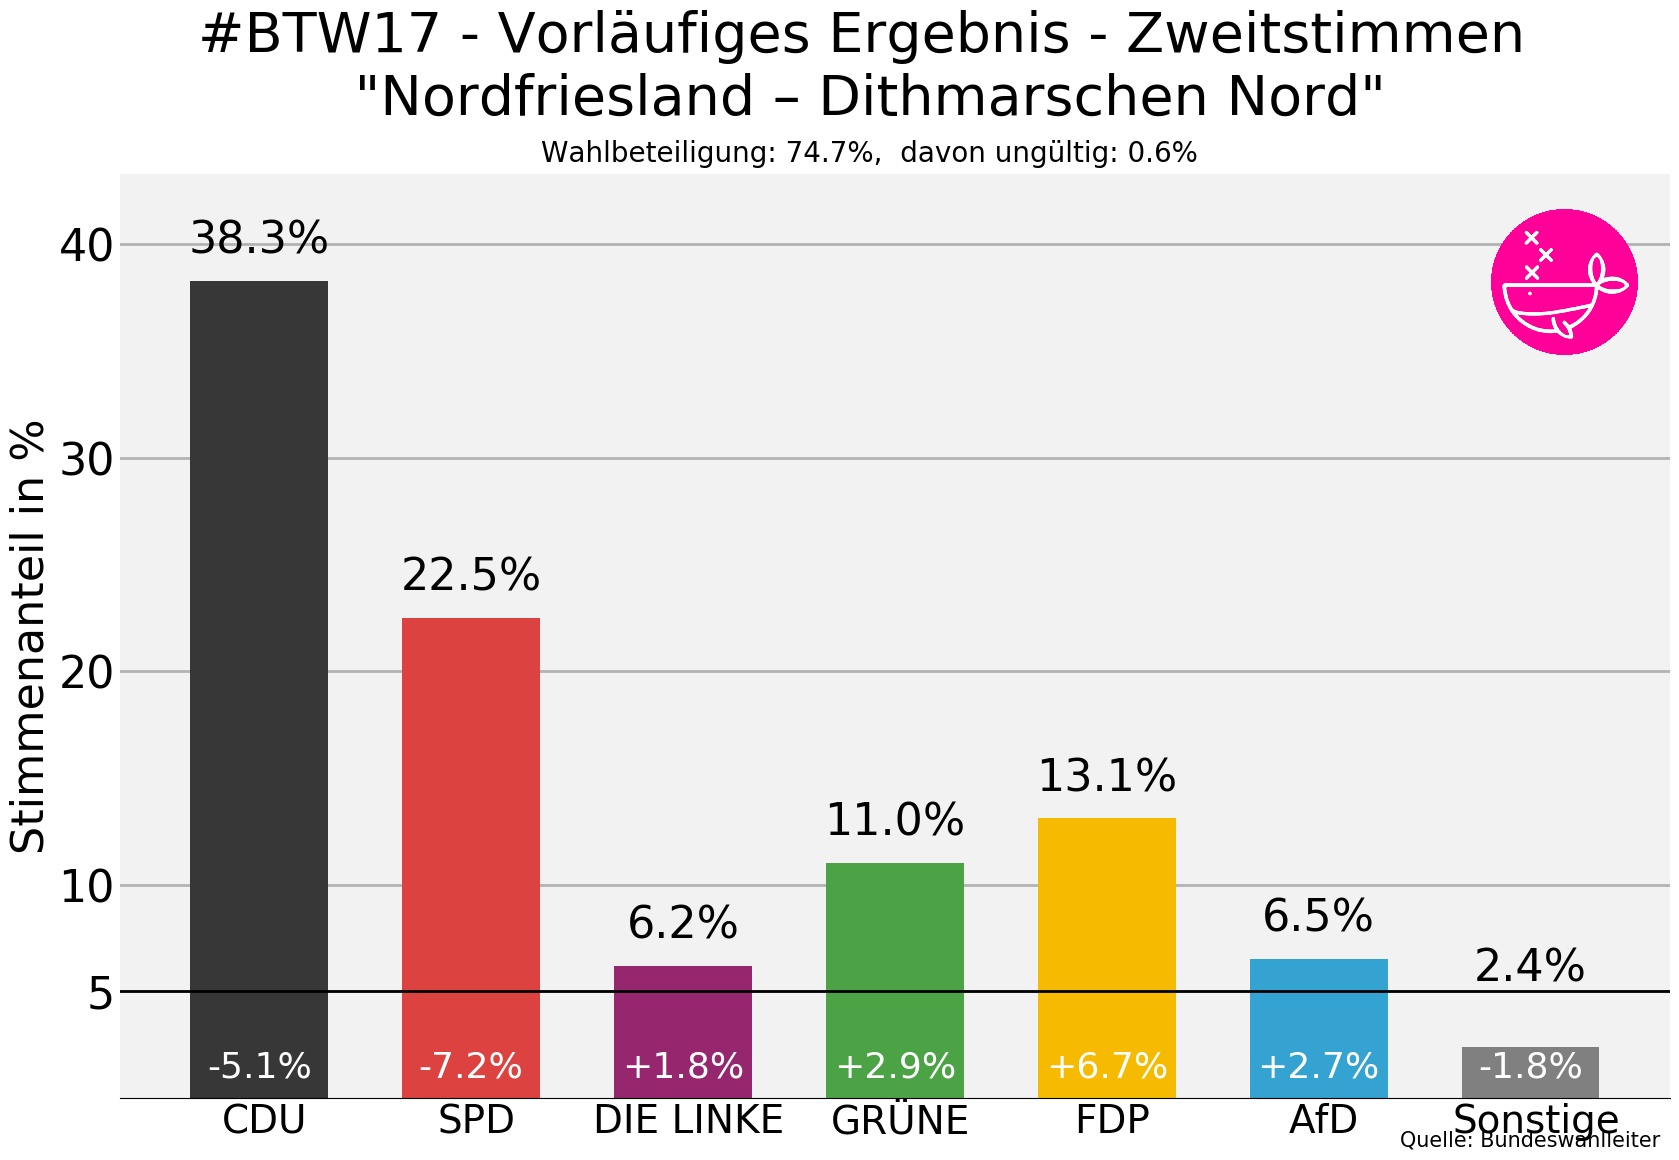 #BTW17 - Vorläufiges Ergebnis - Zweitstimmen
"Nordfriesland – Dithmarschen Nord"
Wahlbeteiligung: 74.7%,  davon ungültig: 0.6%
Stimmenanteil in %
40
30
20
10
5
38.3%
22.5%
6.2%
11.0%
13.1%
6.5%
2.4%
-5.1%
-7.2%
+1.8%
+2.9%
+6.7%
+2.7%
-1.8%
CDU
SPD
DIE LINKE
GRÜNE
FDP
AfD
Sonstige
Quelle: Bundeswahlleiter